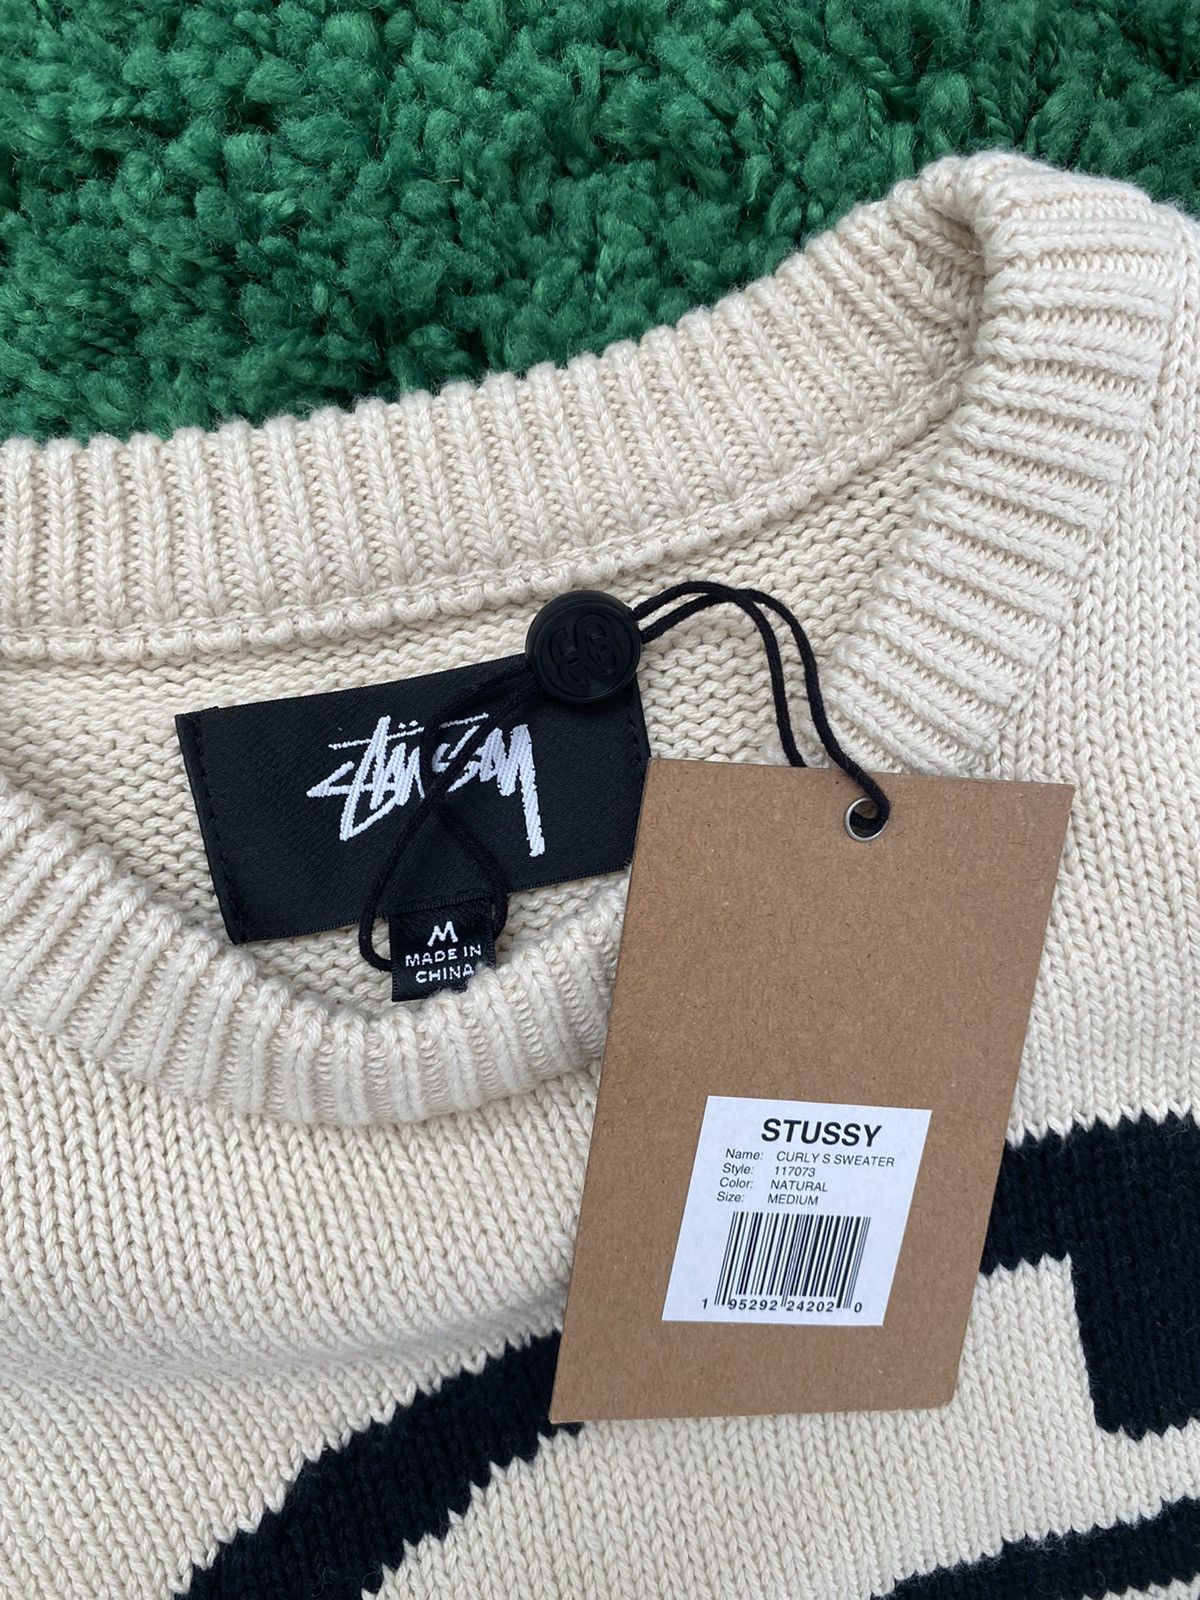 Stüssy
M
MADE IN
CHINA
STUSSY
Name: CURLY S SWEATER
Style: 117073
Color: NATURAL
Size: MEDIUM
1 95292 24202 0